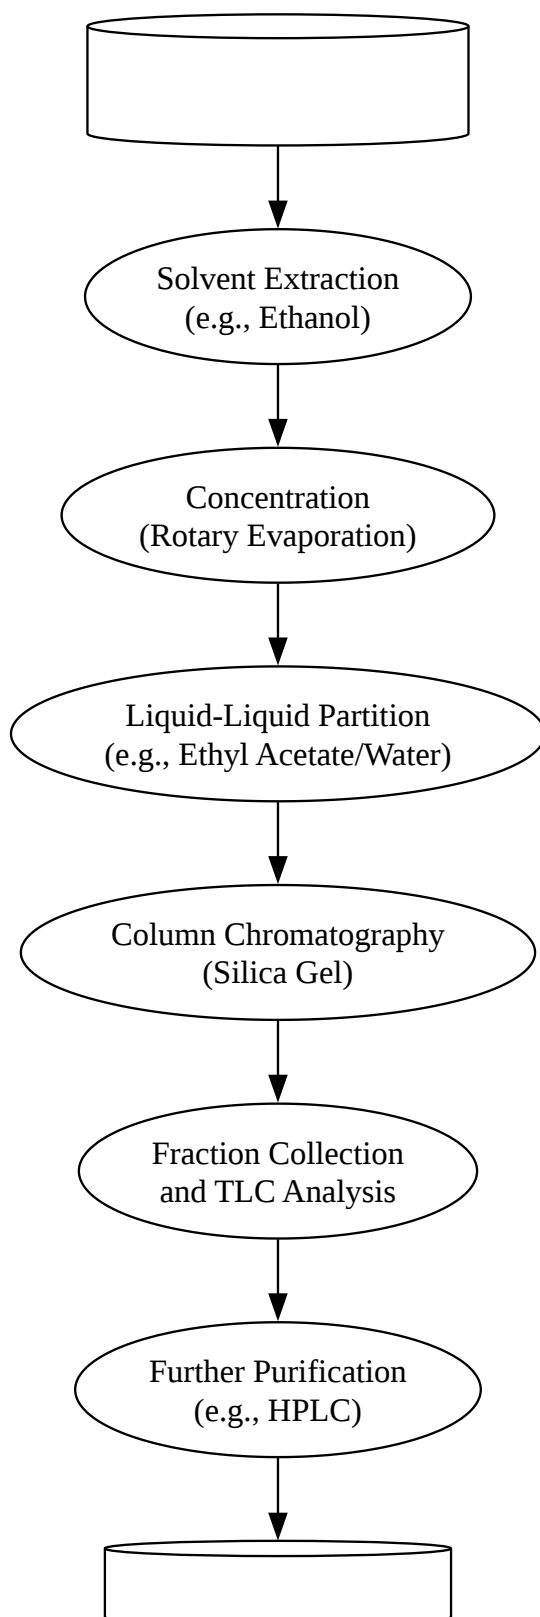 Solvent Extraction
(e.g., Ethanol)
Concentration
(Rotary Evaporation)
Liquid-Liquid Partition
(e.g., Ethyl Acetate/Water)
Column Chromatography
(Silica Gel)
Fraction Collection
and TLC Analysis
Further Purification
(e.g., HPLC)